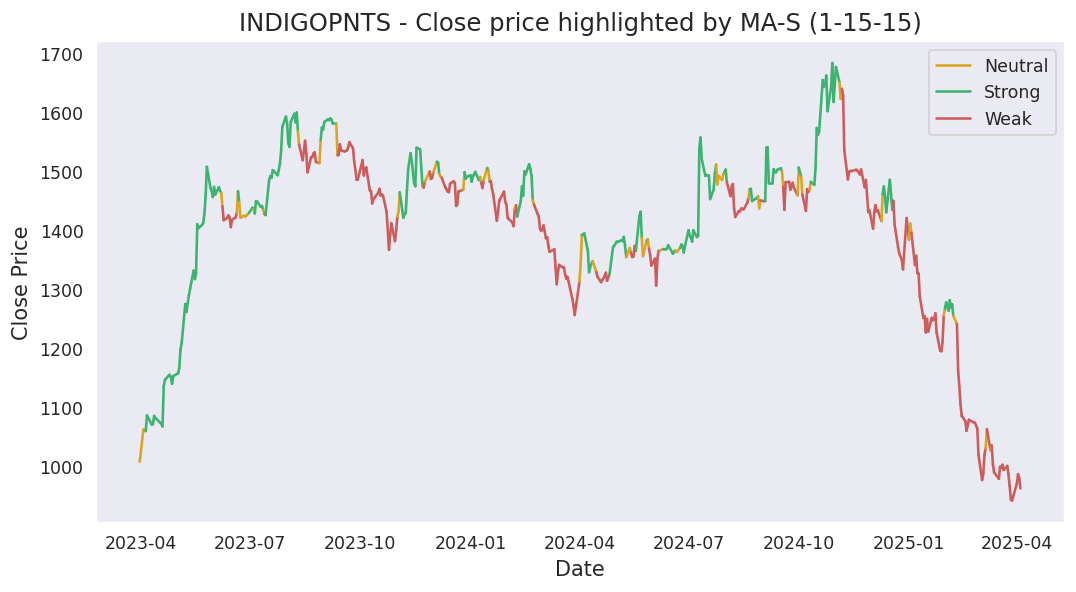 INDIGOPNTS - Close price highlighted by MA-S (1-15-15)
Neutral
Strong
Weak
Close Price
1700
1600
1500
1400
1300
1200
1100
1000
2023-04 2023-07 2023-10 2024-01 2024-04 2024-07 2024-10 2025-01 2025-04
Date